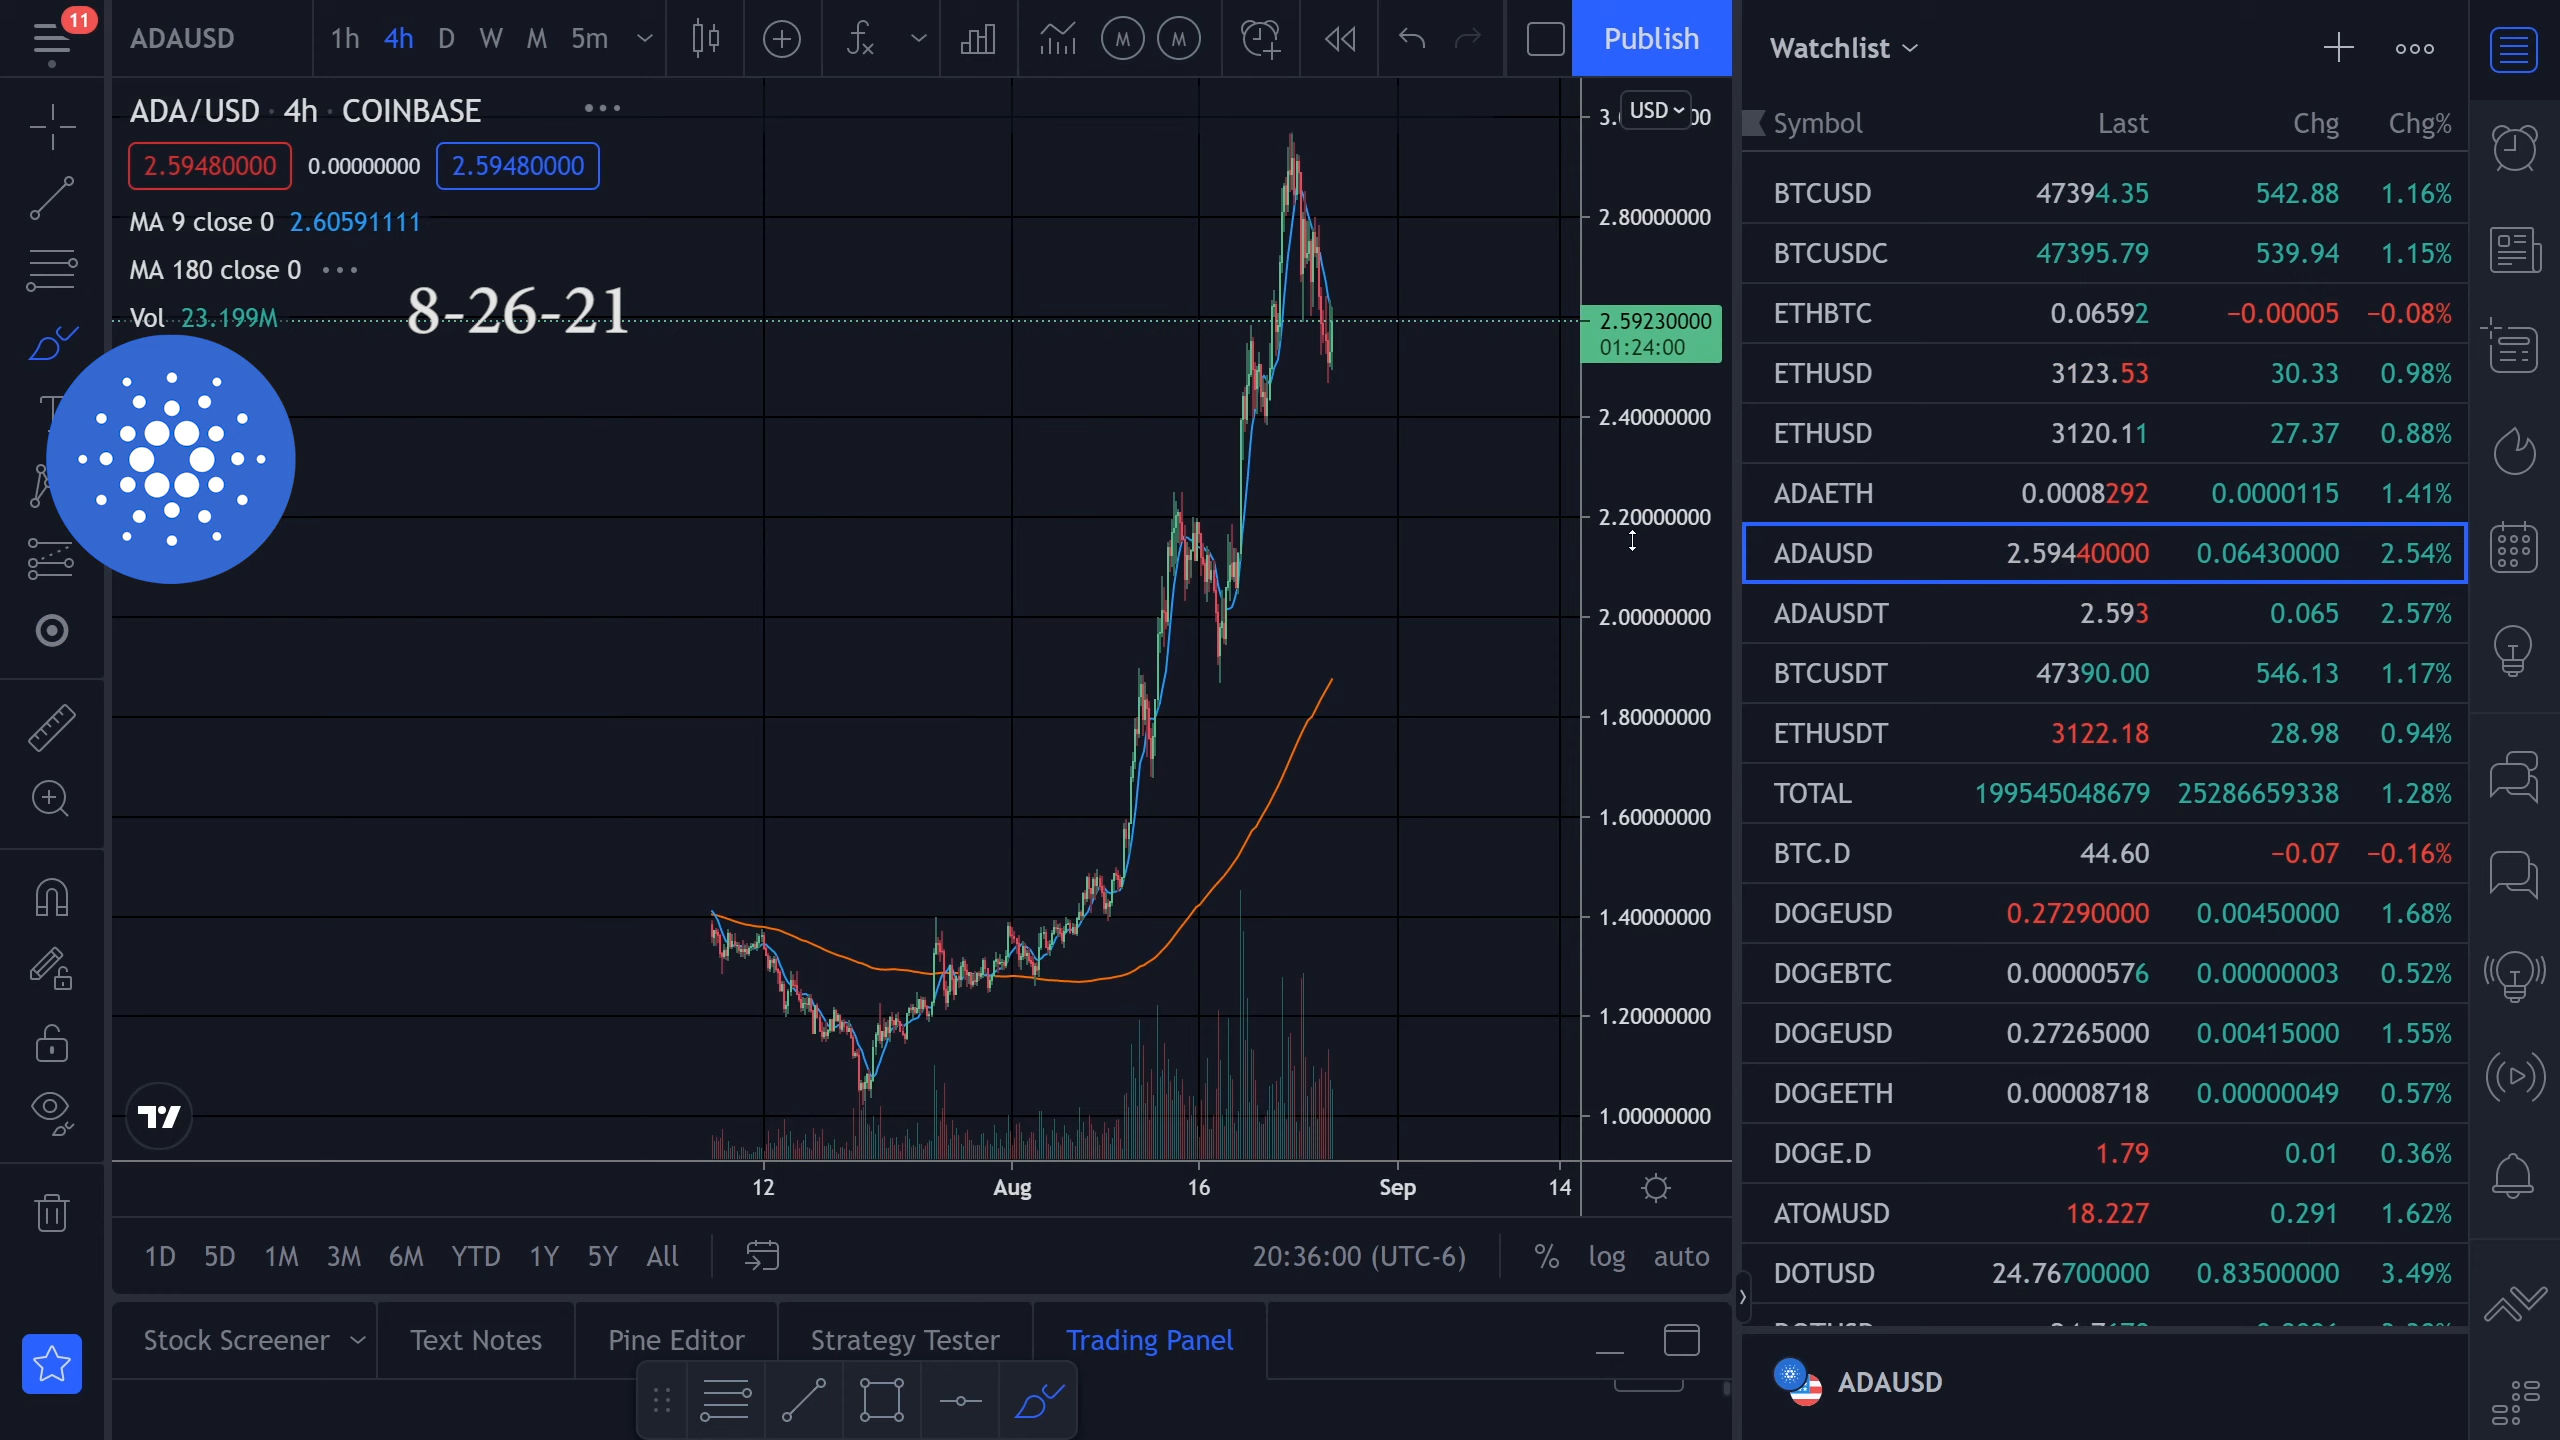 11
ADAUSD
1h 4h D W M 5m
M M
Publish
ADA/USD · 4h · COINBASE
2.59480000 0.00000000 2.59480000
MA 9 close 0 2.60591111
MA 180 close 0
Vol 23.199M
8-26-21
USD
2.80000000
2.59230000
01:24:00
2.40000000
2.20000000
2.00000000
1.80000000
1.60000000
1.40000000
1.20000000
1.00000000
12 Aug 16 Sep 14
1D 5D 1M 3M 6M YTD 1Y 5Y All
20:36:00 (UTC-6) % log auto
Stock Screener Text Notes Pine Editor Strategy Tester Trading Panel
Watchlist
Symbol Last Chg Chg%
BTCUSD 47394.35 542.88 1.16%
BTCUSDC 47395.79 539.94 1.15%
ETHBTC 0.06592 −0.00005 −0.08%
ETHUSD 3123.53 30.33 0.98%
ETHUSD 3120.11 27.37 0.88%
ADAETH 0.0008292 0.0000115 1.41%
ADAUSD 2.59440000 0.06430000 2.54%
ADAUSDT 2.593 0.065 2.57%
BTCUSDT 47390.00 546.13 1.17%
ETHUSDT 3122.18 28.98 0.94%
TOTAL 199545048679 25286659338 1.28%
BTC.D 44.60 −0.07 −0.16%
DOGEUSD 0.27290000 0.00450000 1.68%
DOGEBTC 0.00000576 0.00000003 0.52%
DOGEUSD 0.27265000 0.00415000 1.55%
DOGEETH 0.00008718 0.00000049 0.57%
DOGE.D 1.79 0.01 0.36%
ATOMUSD 18.227 0.291 1.62%
DOTUSD 24.76700000 0.83500000 3.49%
ADAUSD